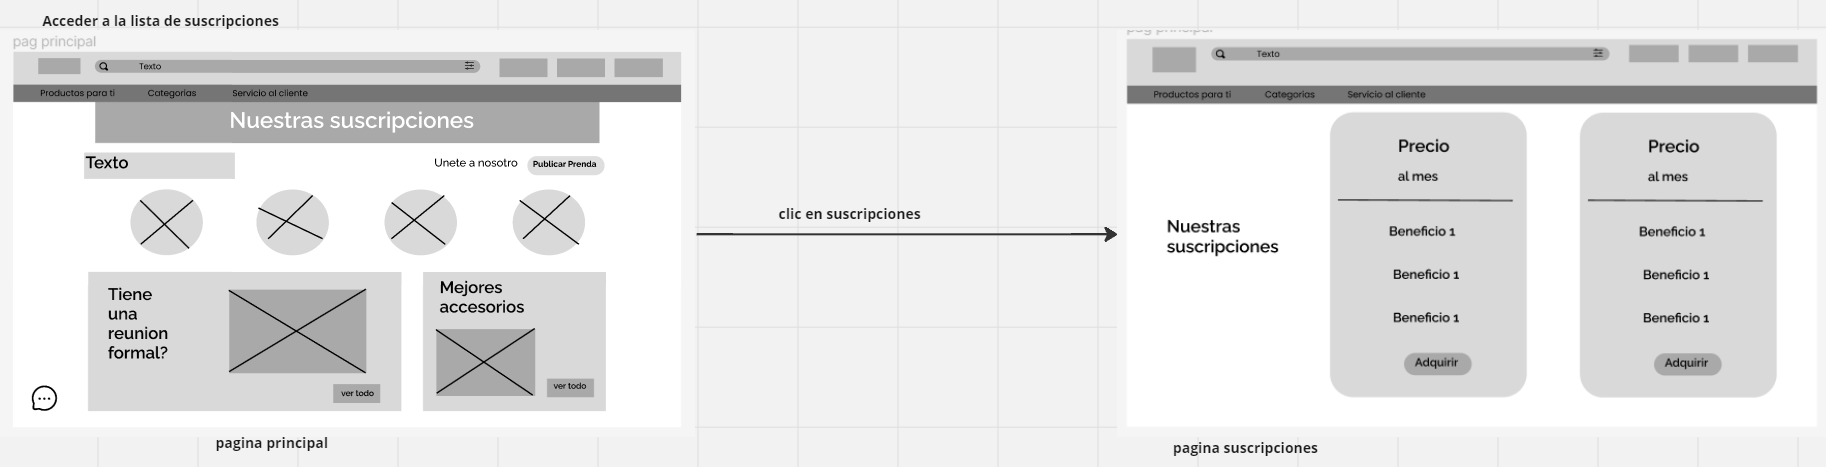 Acceder a la lista de suscripciones
pag principal
Texto
Productos para ti
Categorías
Servicio al cliente
Nuestras suscripciones
Texto
Unete a nosotro
Publicar Prenda
Tiene
una
reunion
formal?
ver todo
Mejores
accesorios
ver todo
pagina principal
clic en suscripciones
pag principal
Texto
Productos para ti
Categorías
Servicio al cliente
Nuestras
suscripciones
Precio
al mes
Beneficio 1
Beneficio 1
Beneficio 1
Adquirir
Precio
al mes
Beneficio 1
Beneficio 1
Beneficio 1
Adquirir
pagina suscripciones